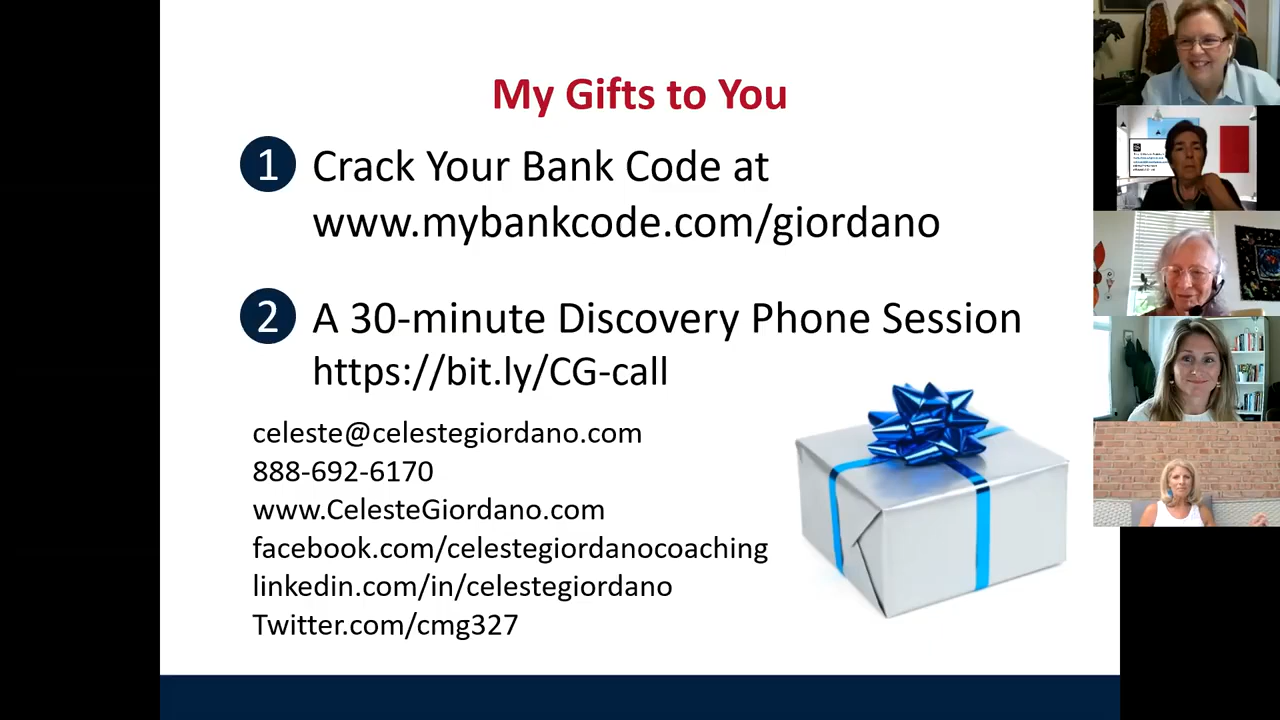 My Gifts to You
1 Crack Your Bank Code at
www.mybankcode.com/giordano
2 A 30-minute Discovery Phone Session
https://bit.ly/CG-call
celeste@celestegiordano.com
888-692-6170
www.CelesteGiordano.com
facebook.com/celestegiordanocoaching
linkedin.com/in/celestegiordano
Twitter.com/cmg327